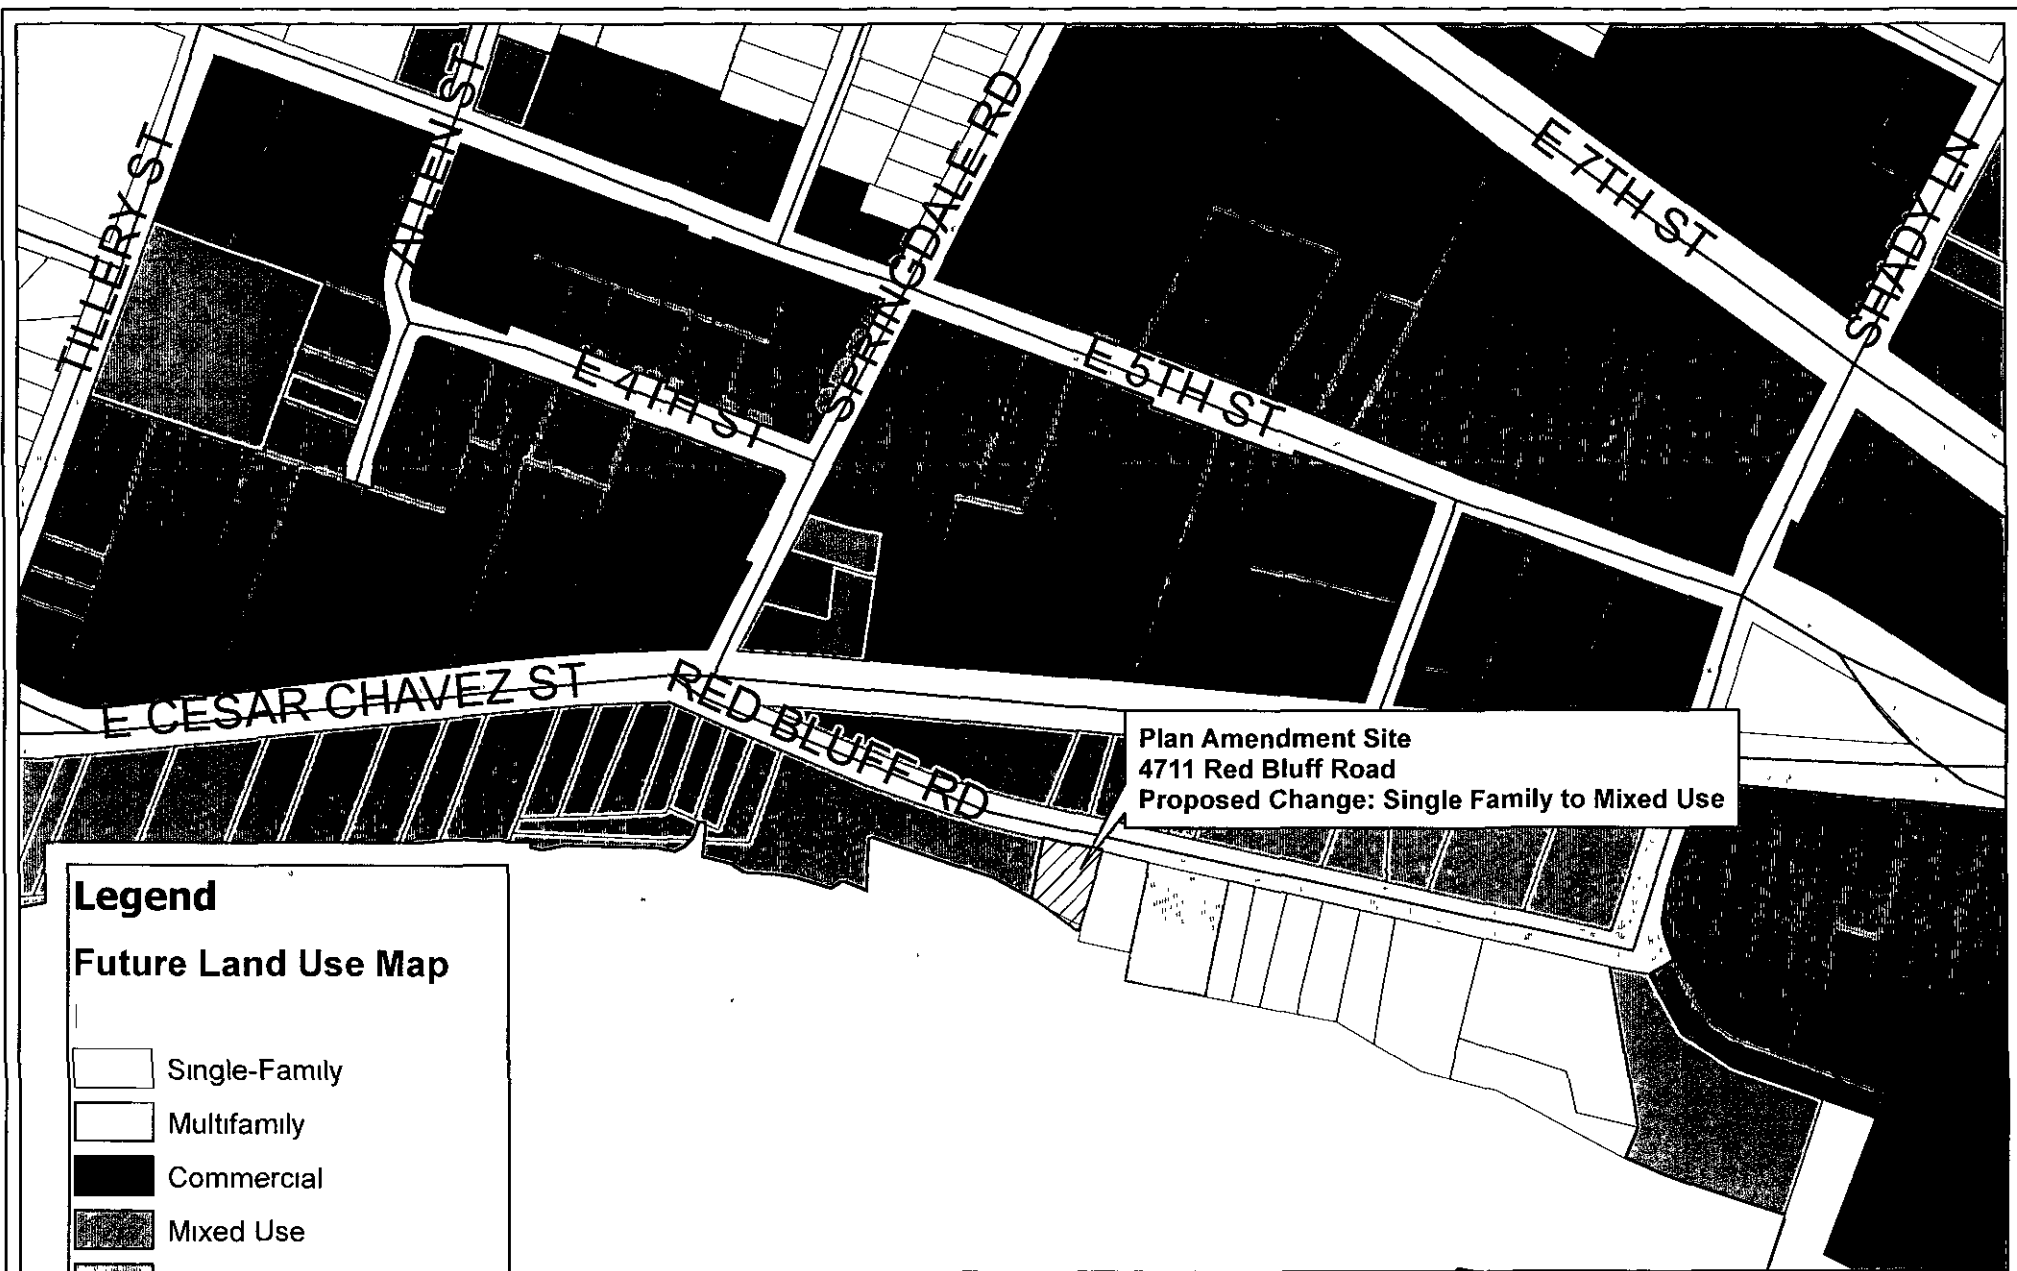 TILLERY ST
ALLEN ST
SPRINGDALE RD
E 7TH ST
SHADY LN
E 4TH ST
E 5TH ST
E CESAR CHAVEZ ST
RED BLUFF RD
Plan Amendment Site
4711 Red Bluff Road
Proposed Change: Single Family to Mixed Use
Legend
Future Land Use Map
Single-Family
Multifamily
Commercial
Mixed Use